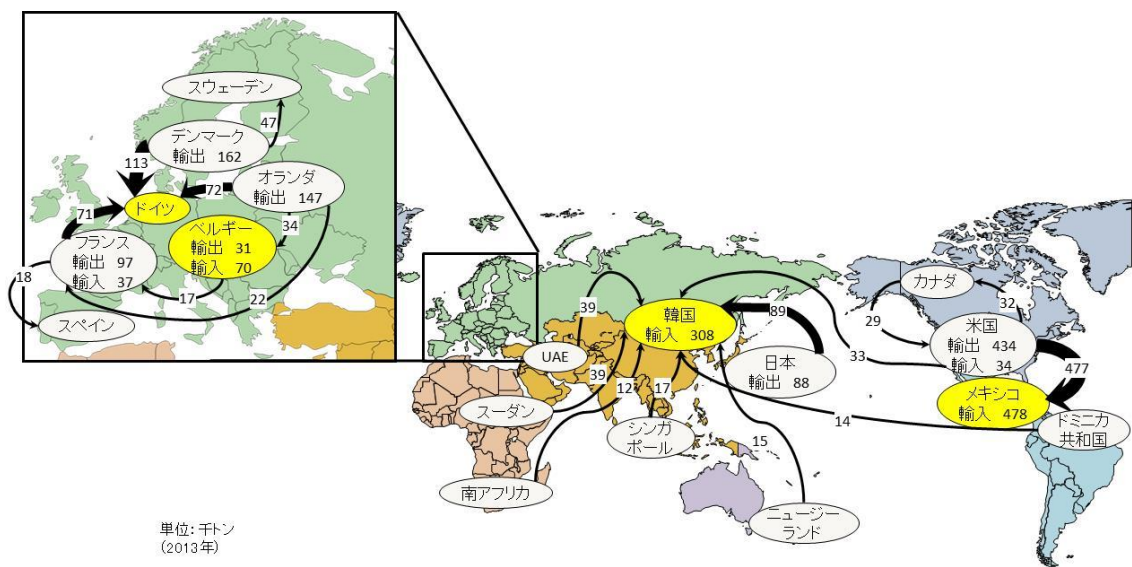 スウェーデン
47
デンマーク
輸出 162
113
72
オランダ
輸出 147
71
ドイツ
34
ベルギー
輸出 31
輸入 70
フランス
輸出 97
輸入 37
18
17
22
スペイン
39
韓国
輸入 308
89
カナダ
32
29
米国
輸出 434
輸入 34
33
477
UAE
39
12
17
日本
輸出 88
メキシコ
輸入 478
スーダン
シンガ
ポール
14
ドミニカ
共和国
15
南アフリカ
ニュージー
ランド
単位:千トン
(2013年)